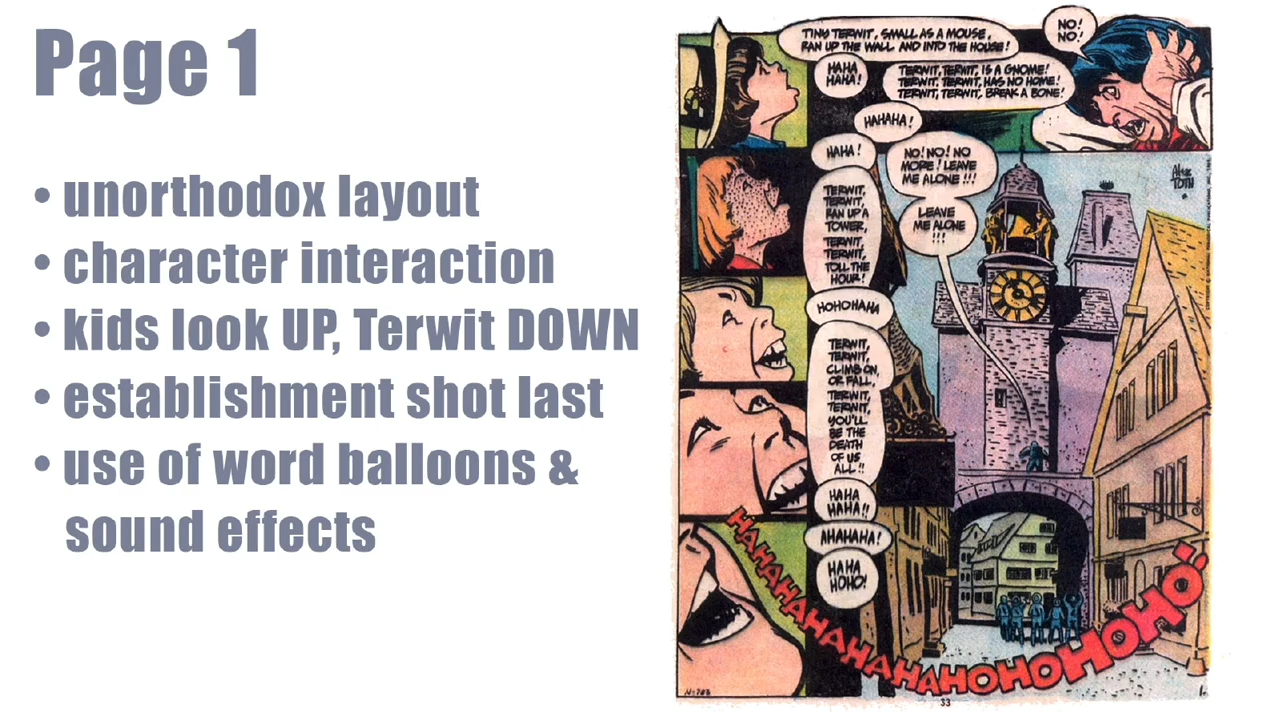 Page 1
• unorthodox layout
• character interaction
• kids look UP, Terwit DOWN
• establishment shot last
• use of word balloons &
sound effects
TINY TERWIT, SMALL AS A MOUSE,
RAN UP THE WALL AND INTO THE HOUSE!
NO!
NO!
HAHA
HAHA!
TERWIT, TERWIT, IS A GNOME!
TERWIT, TERWIT, HAS NO HOME!
TERWIT, TERWIT, BREAK A BONE!
HAHAHA!
HAHA!
NO! NO! NO
MORE! LEAVE
ME ALONE!!!
LEAVE
ME ALONE
!!!
ALEX
TOTH
TERWIT,
TERWIT,
RAN UP A
TOWER,
TERWIT,
TERWIT,
TOLL THE
HOUR!
HOHOHAHA
TERWIT,
TERWIT,
CLIMB ON,
OR FALL,
TERWIT,
TERWIT,
YOU'LL
BE THE
DEATH
OF US
ALL!!
HAHA
HAHA!!
AHAHAHA!
HAHA
HOHO!
HAHAHAHAHAHAHAHAHOHOHOHOHOHO!!
33
1.